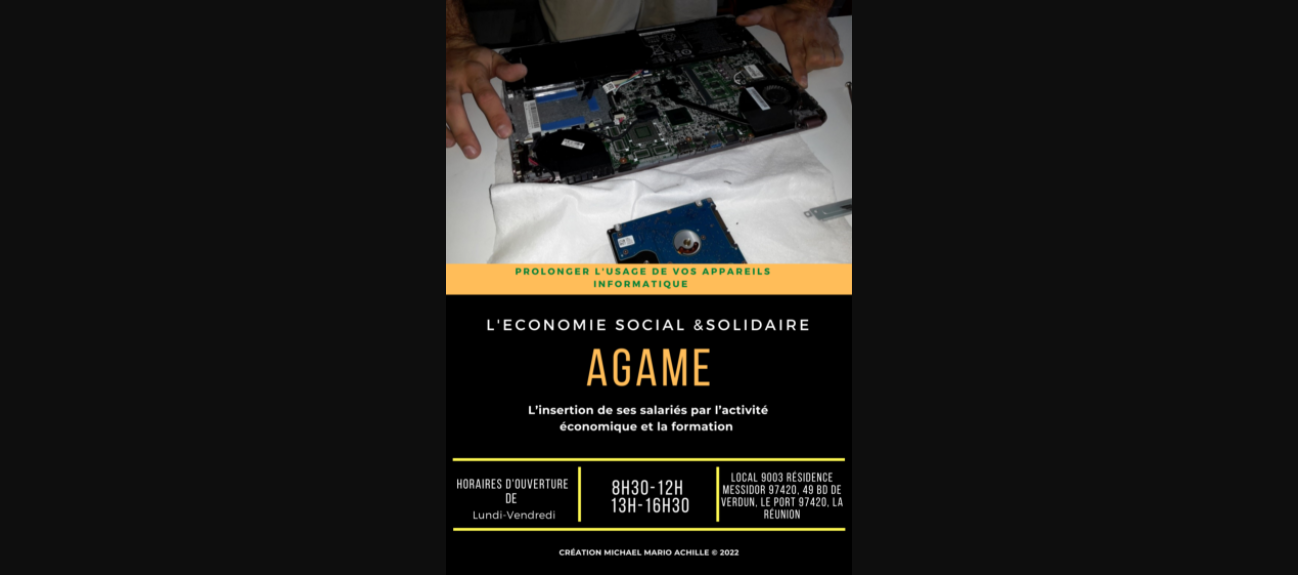 PROLONGER L'USAGE DE VOS APPAREILS
INFORMATIQUE
L'ECONOMIE SOCIAL &SOLIDAIRE
AGAME
L'insertion de ses salariés par l'activité
économique et la formation
HORAIRES D'OUVERTURE
DE
Lundi-Vendredi
8H30-12H
13H-16H30
LOCAL 9003 RÉSIDENCE
MESSIDOR 97420, 49 BD DE
VERDUN, LE PORT 97420, LA
RÉUNION
CRÉATION MICHAEL MARIO ACHILLE © 2022